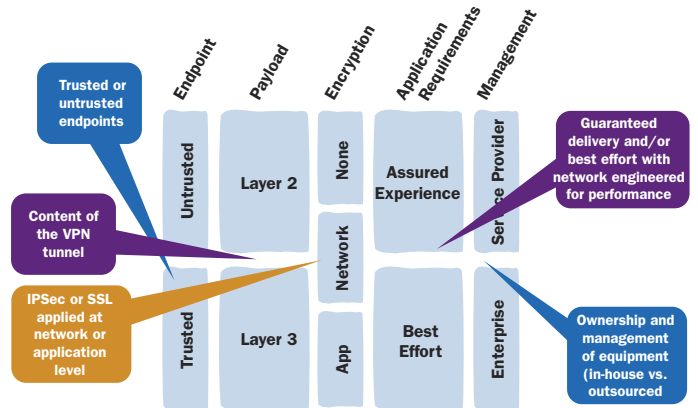 Endpoint
Payload
Encryption
Application
Requirements
Management
Trusted or
untrusted
endpoints
Content of
the VPN
tunnel
IPSec or SSL
applied at
network or
application
level
Untrusted
Trusted
Layer 2
Layer 3
None
Network
App
Assured
Experience
Best
Effort
Service Provider
Enterprise
Guaranteed
delivery and/or
best effort with
network engineered
for performance
Ownership and
management
of equipment
(in-house vs.
outsourced